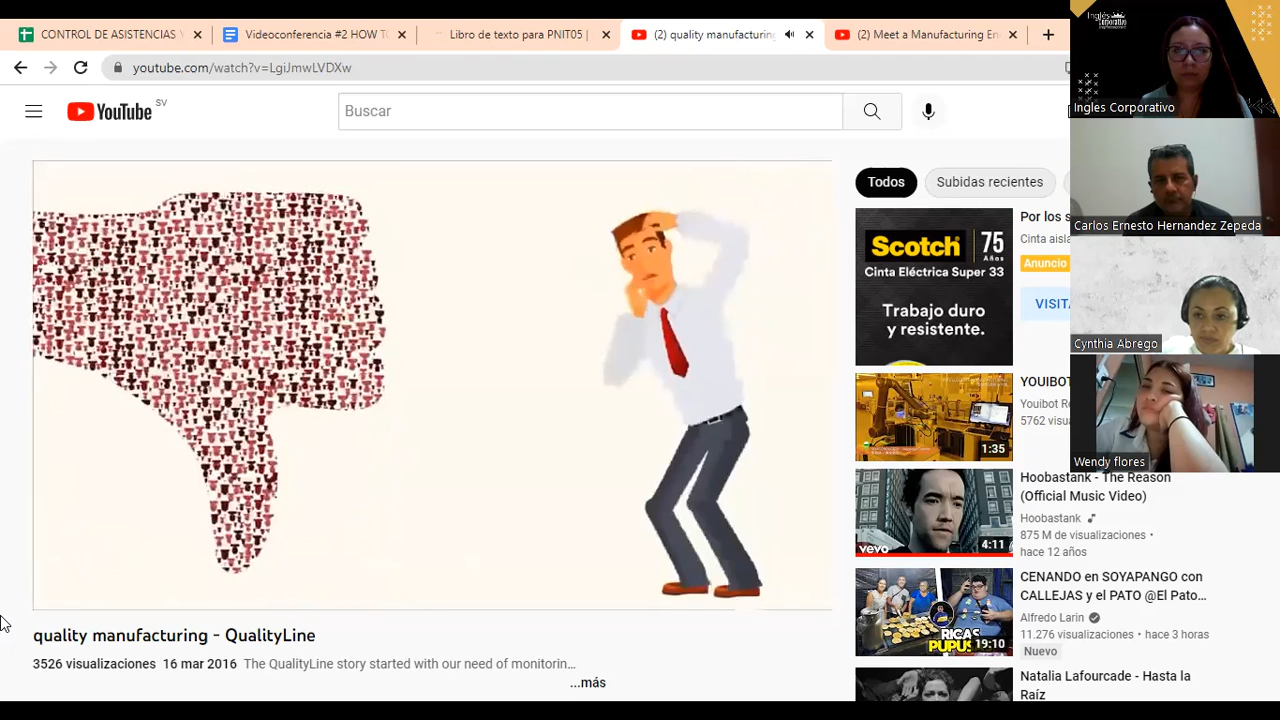 CONTROL DE ASISTENCIAS
Videoconferencia #2 HOW T
Libro de texto para PNIT05 |
(2) quality manufacturing
(2) Meet a Manufacturing En
youtube.com/watch?v=LgiJmwLVDXw
YouTube SV
Buscar
Todos
Subidas recientes
Scotch 75
Años
Cinta Eléctrica Super 33
Trabajo duro
y resistente.
Por los s
Cinta aisla
Anuncio
VISITA
YOUIBOT
Youibot Ro
5762 visu
1:35
Hoobastank - The Reason
(Official Music Video)
Hoobastank
875 M de visualizaciones •
hace 12 años
vevo
4:11
CENANDO en SOYAPANGO con
CALLEJAS y el PATO @El Pato...
Alfredo Larin
11.276 visualizaciones • hace 3 horas
Nuevo
RICAS
PUPUS
19:10
Natalia Lafourcade - Hasta la
Raíz
quality manufacturing - QualityLine
3526 visualizaciones 16 mar 2016 The QualityLine story started with our need of monitorin...
...más
Inglés
Corporativo
Ingles Corporativo
Carlos Ernesto Hernandez Zepeda
Cynthia Abrego
Wendy flores